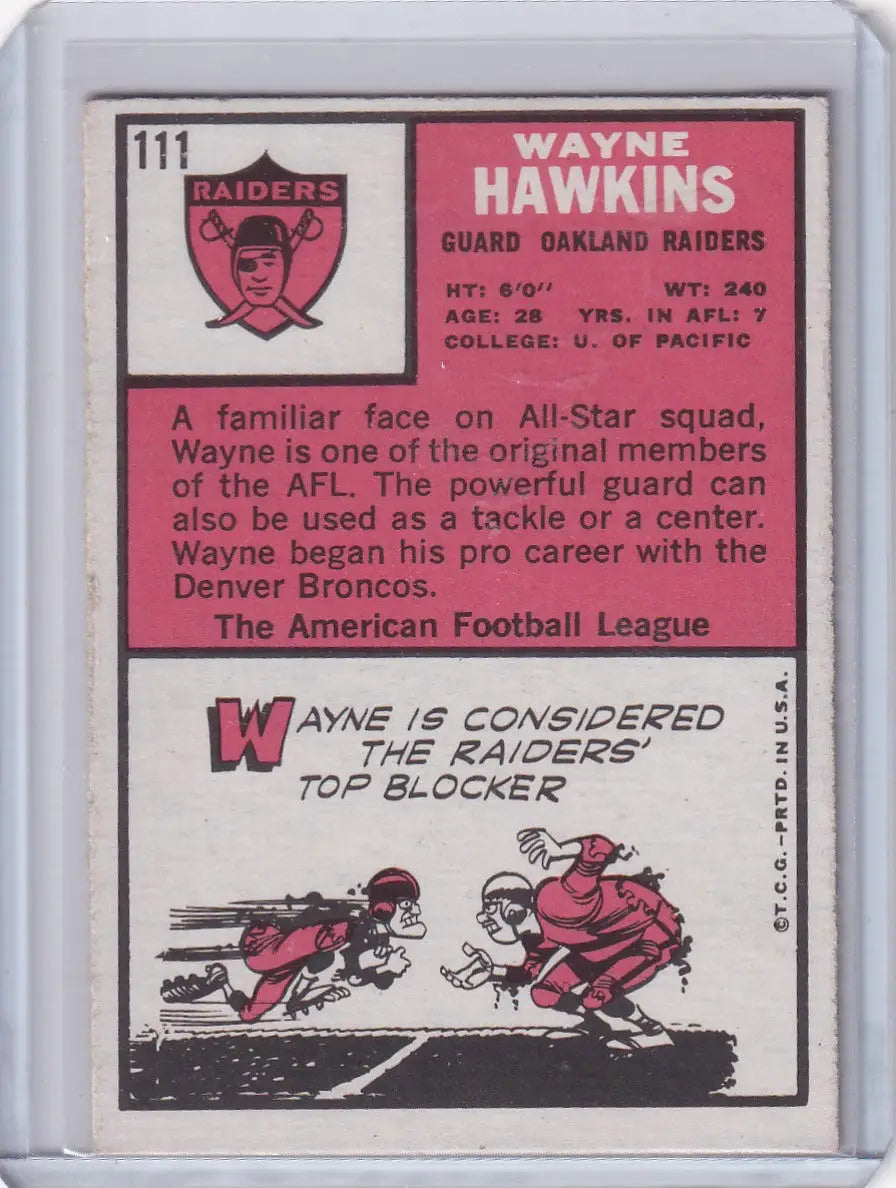 111
RAIDERS
WAYNE
HAWKINS
GUARD OAKLAND RAIDERS
HT: 6'0" WT: 240
AGE: 28 YRS. IN AFL: 7
COLLEGE: U. OF PACIFIC
A familiar face on All-Star squad,
Wayne is one of the original members
of the AFL. The powerful guard can
also be used as a tackle or a center.
Wayne began his pro career with the
Denver Broncos.
The American Football League
WAYNE IS CONSIDERED
THE RAIDERS'
TOP BLOCKER
©T.C.G.–PRTD. IN U.S.A.